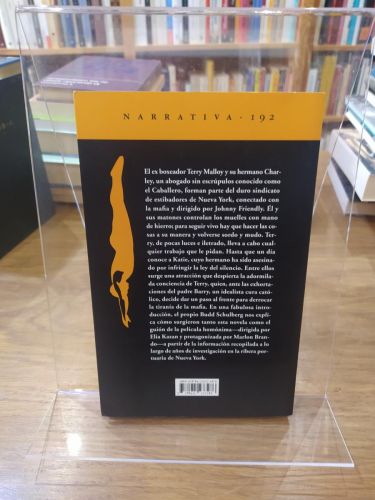 NARRATIVA · 192
El ex boxeador Terry Malloy y su hermano Char-
ley, un abogado sin escrúpulos conocido como
el Caballero, forman parte del duro sindicato
de estibadores de Nueva York, conectado con
la mafia y dirigido por Johnny Friendly. Él y
sus matones controlan los muelles con mano
de hierro; para seguir vivo hay que hacer las co-
sas a su manera y volverse sordo y mudo. Ter-
ry, de pocas luces e iletrado, lleva a cabo cual-
quier trabajo que le pidan. Hasta que un día
conoce a Katie, cuyo hermano ha sido asesina-
do por infringir la ley del silencio. Entre ellos
surge una atracción que despierta la adormila-
da conciencia de Terry, quien, ante las exhorta-
ciones del padre Barry, un idealista cura cató-
lico, decide dar un paso al frente para derrocar
la tiranía de la mafia. En una fabulosa intro-
ducción, el propio Budd Schulberg nos expli-
ca cómo surgieron tanto esta novela como el
guión de la película homónima—dirigida por
Elia Kazan y protagonizada por Marlon Bran-
do—a partir de la información recopilada a lo
largo de años de investigación en la ribera por-
tuaria de Nueva York.